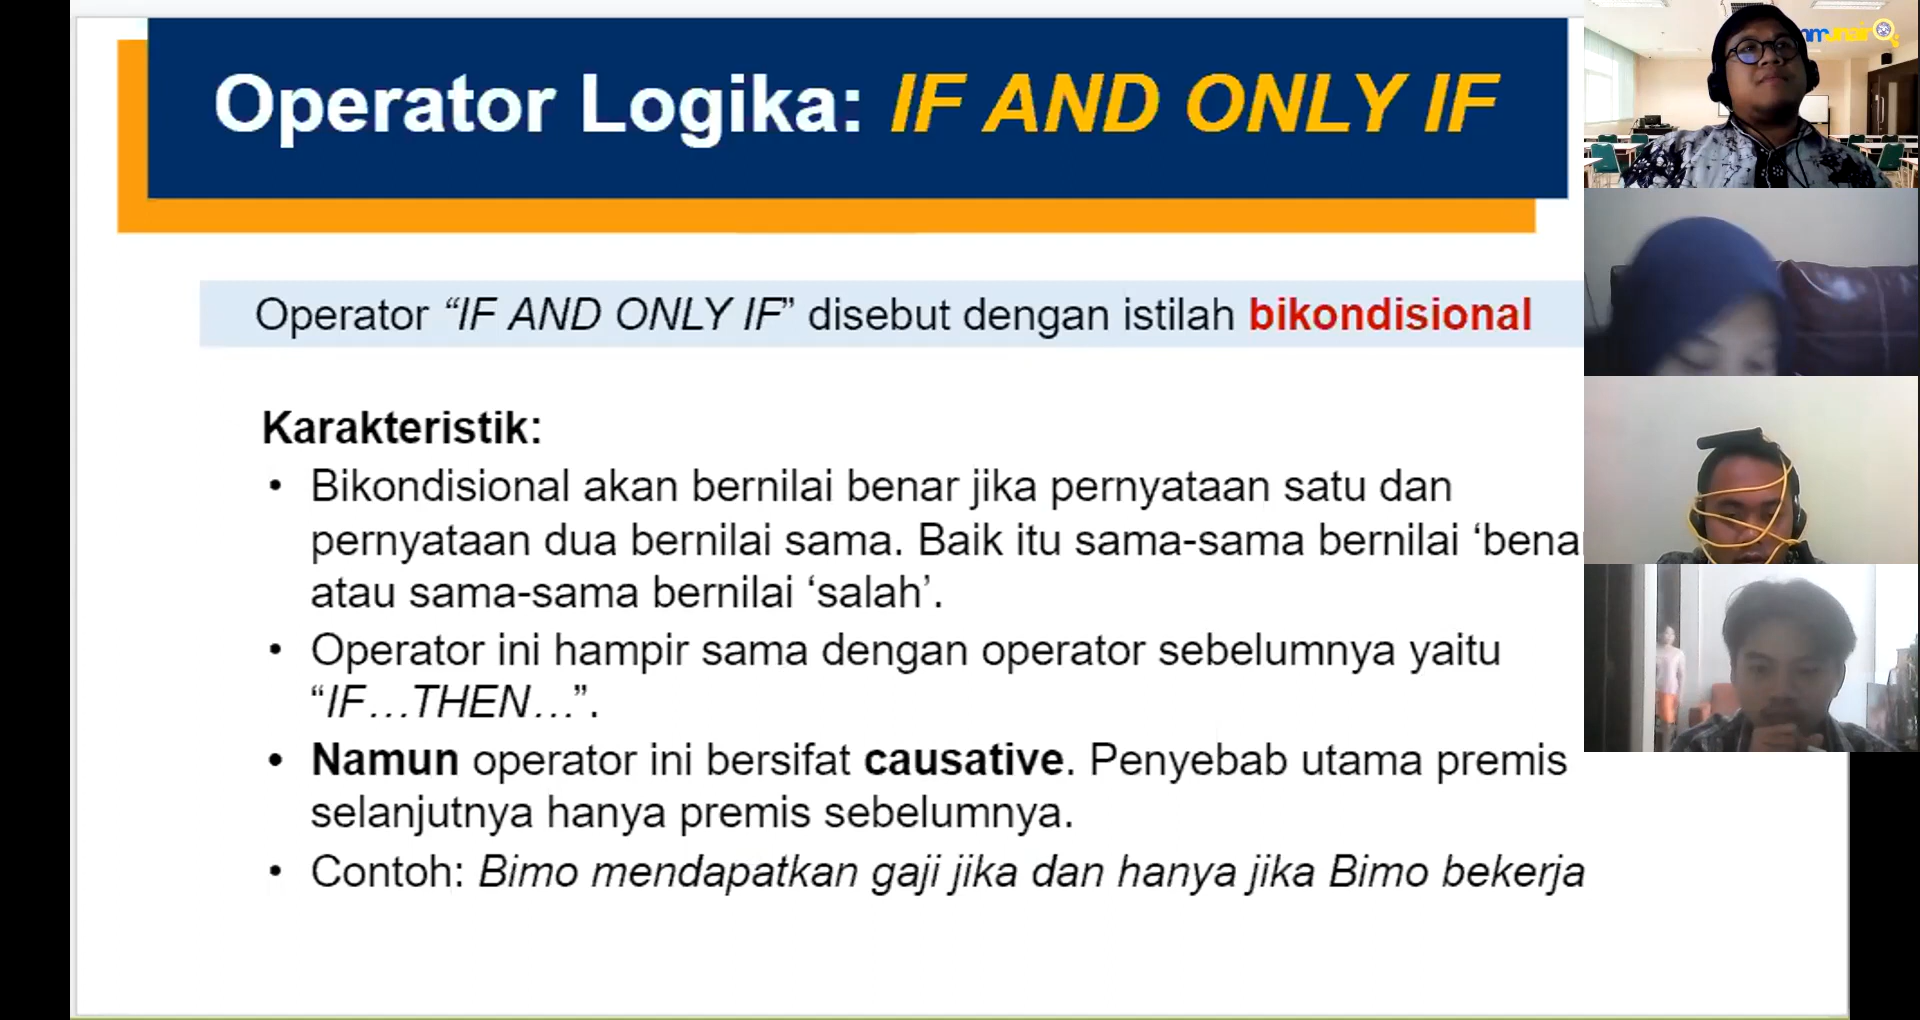 Operator Logika: IF AND ONLY IF
Operator “IF AND ONLY IF” disebut dengan istilah bikondisional
Karakteristik:
• Bikondisional akan bernilai benar jika pernyataan satu dan
pernyataan dua bernilai sama. Baik itu sama-sama bernilai ‘bena
atau sama-sama bernilai ‘salah’.
• Operator ini hampir sama dengan operator sebelumnya yaitu
“IF…THEN…”.
• Namun operator ini bersifat causative. Penyebab utama premis
selanjutnya hanya premis sebelumnya.
• Contoh: Bimo mendapatkan gaji jika dan hanya jika Bimo bekerja